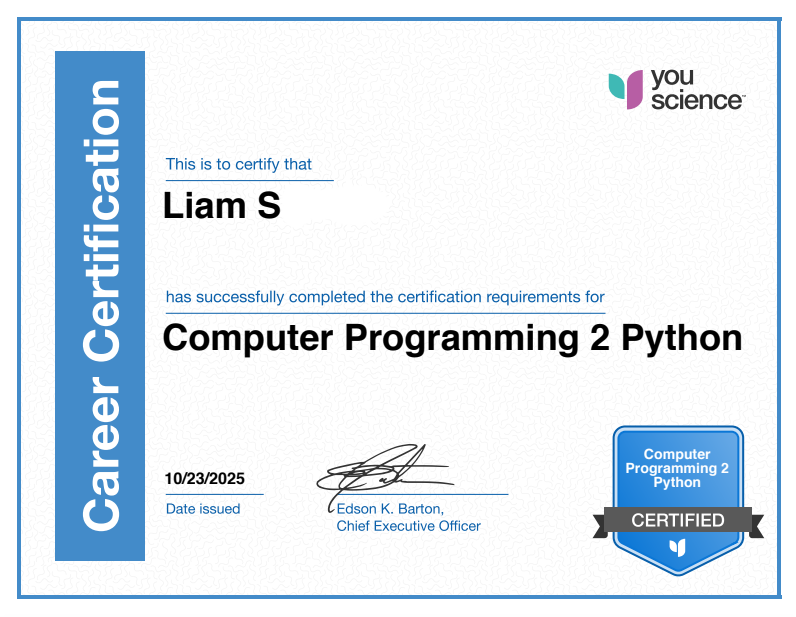 Career Certification
you
science™
This is to certify that
Liam S
has successfully completed the certification requirements for
Computer Programming 2 Python
10/23/2025
Date issued
Edson K. Barton,
Chief Executive Officer
Computer
Programming 2
Python
CERTIFIED